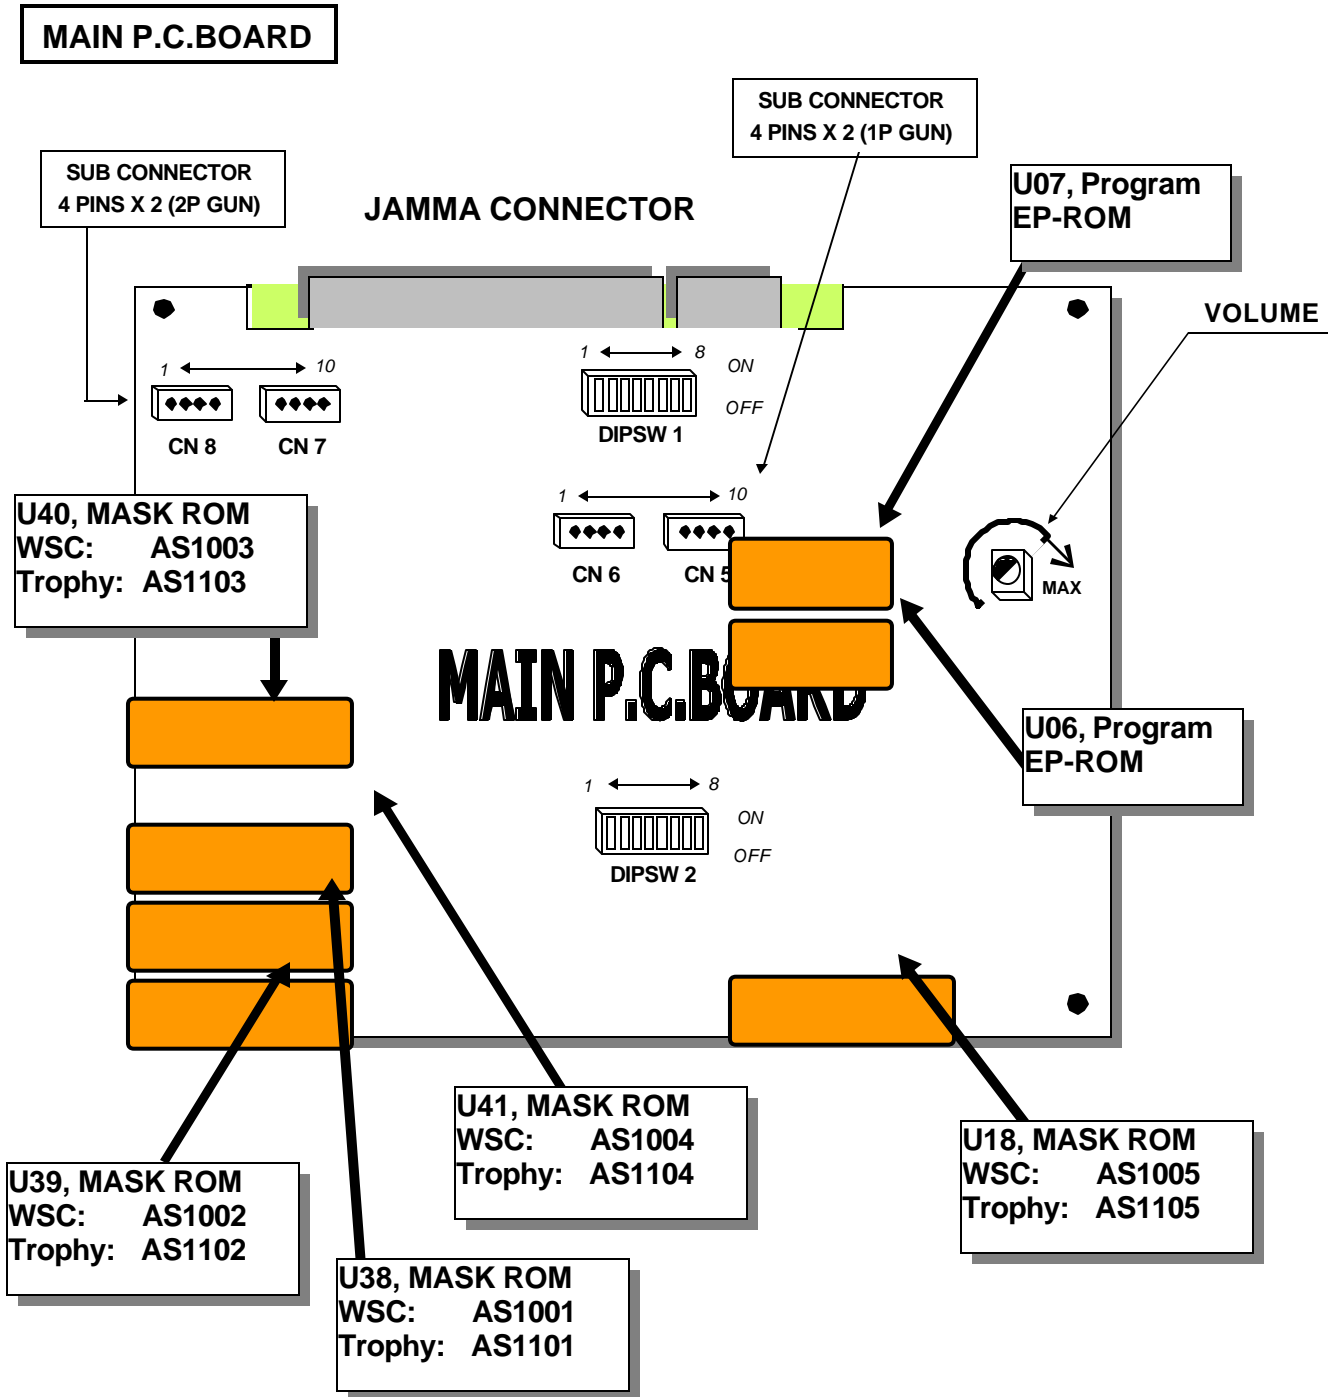 MAIN P.C.BOARD
SUB CONNECTOR
4 PINS X 2 (1P GUN)
SUB CONNECTOR
4 PINS X 2 (2P GUN)
JAMMA CONNECTOR
U07, Program
EP-ROM
VOLUME
1 10
CN 8 CN 7
1 8
ON
OFF
DIPSW 1
U40, MASK ROM
WSC: AS1003
Trophy: AS1103
1 10
CN 6 CN 5
MAX
MAIN P.C.BOARD
U06, Program
EP-ROM
1 8
ON
OFF
DIPSW 2
U41, MASK ROM
WSC: AS1004
Trophy: AS1104
U18, MASK ROM
WSC: AS1005
Trophy: AS1105
U39, MASK ROM
WSC: AS1002
Trophy: AS1102
U38, MASK ROM
WSC: AS1001
Trophy: AS1101